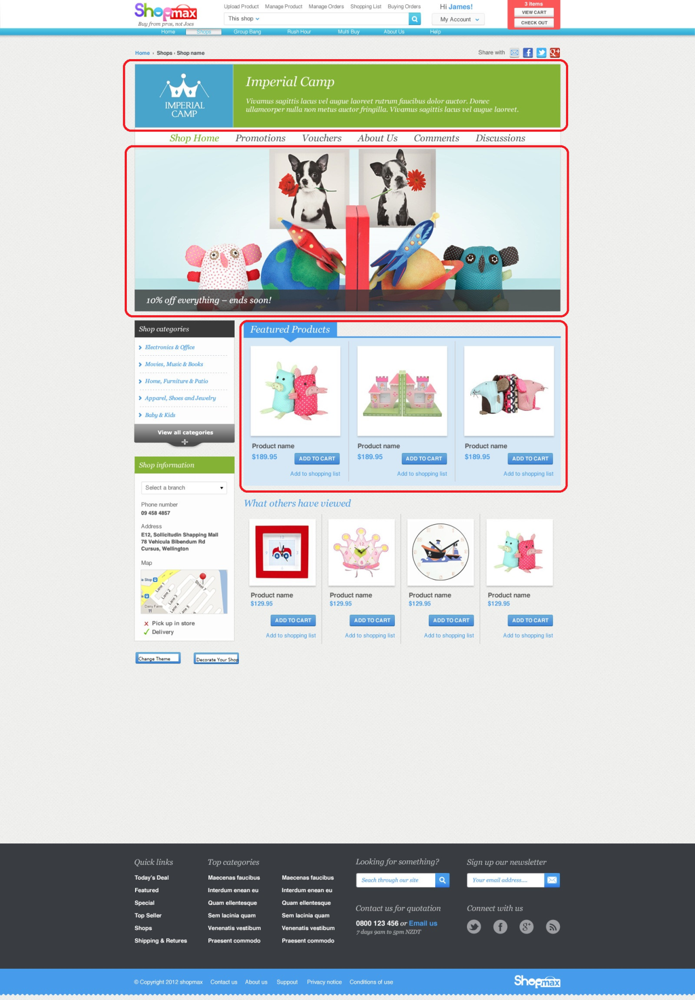 Shopmax
Buy from pros, not Joes
Upload Product Manage Product Manage Orders Shopping List Buying Orders
This shop
Hi James!
My Account
3 items
VIEW CART
CHECK OUT
Home Shops Group Bang Rush Hour Multi Buy About Us Help
Home › Shops › Shop name
Share with
IMPERIAL
CAMP
Imperial Camp
Vivamus sagittis lacus vel augue laoreet rutrum faucibus dolor auctor. Donec
ullamcorper nulla non metus auctor fringilla. Vivamus sagittis lacus vel augue laoreet.
Shop Home Promotions Vouchers About Us Comments Discussions
10% off everything – ends soon!
Shop categories
Electronics & Office
Movies, Music & Books
Home, Furniture & Patio
Apparel, Shoes and Jewelry
Baby & Kids
View all categories
Shop information
Select a branch
Phone number
09 458 4857
Address
E12, Sollicitudin Shapping Mall
78 Vehicula Bibendum Rd
Cursus, Wellington
Map
Stop
Lane 1
Lane 2
Lane 3
Lane 4
Street 7
Dairy Farm
Pick up in store
Delivery
Change Theme Decorate Your Shop
Featured Products
Product name Product name Product name
$189.95 ADD TO CART $189.95 ADD TO CART $189.95 ADD TO CART
Add to shopping list Add to shopping list Add to shopping list
What others have viewed
Product name Product name Product name Product name
$129.95 $129.95 $129.95 $129.95
ADD TO CART ADD TO CART ADD TO CART ADD TO CART
Add to shopping list Add to shopping list Add to shopping list Add to shopping list
Quick links
Today's Deal
Featured
Special
Top Seller
Shops
Shipping & Retures
Top categories
Maecenas faucibus Maecenas faucibus
Interdum enean eu Interdum enean eu
Quam ellentesque Quam ellentesque
Sem lacinia quam Sem lacinia quam
Venenatis vestibum Venenatis vestibum
Praesent commodo Praesent commodo
Looking for something?
Seach through our site
Contact us for quotation
0800 123 456 or Email us
7 days 9am to 5pm NZDT
Sign up our newsletter
Your email address....
Connect with us
© Copyright 2012 shopmax Contact us About us Suppout Privacy notice Conditions of use
Shopmax